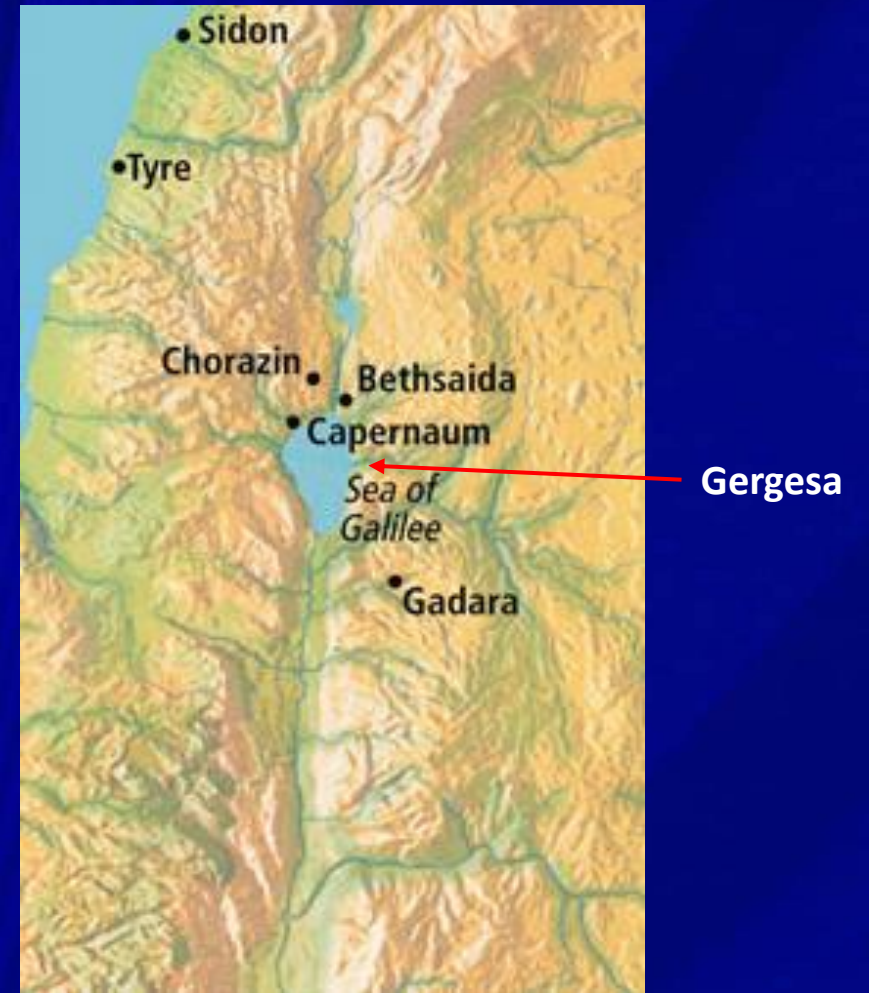 Sidon
Tyre
Chorazin
Bethsaida
Capernaum
Sea of
Galilee
Gergesa
Gadara